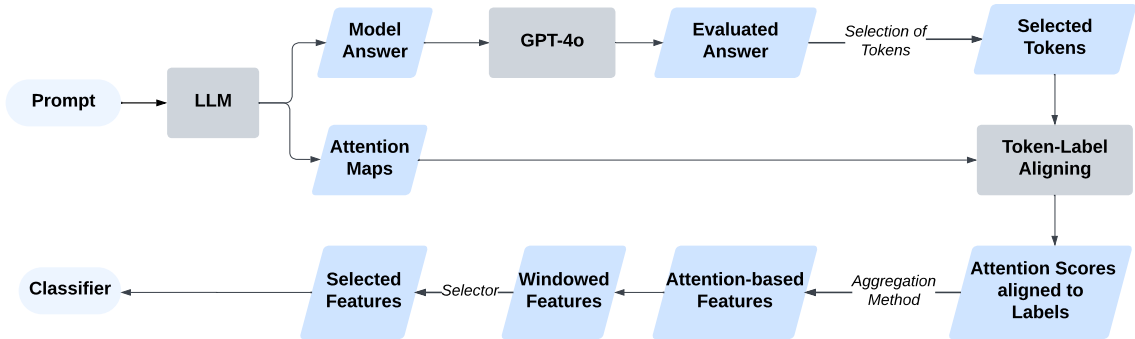 Model
Answer
GPT-4o
Evaluated
Answer
Selection of
Tokens
Selected
Tokens
Prompt
LLM
Attention
Maps
Token-Label
Aligning
Classifier
Selected
Features
Selector
Windowed
Features
Attention-based
Features
Aggregation
Method
Attention Scores
aligned to
Labels